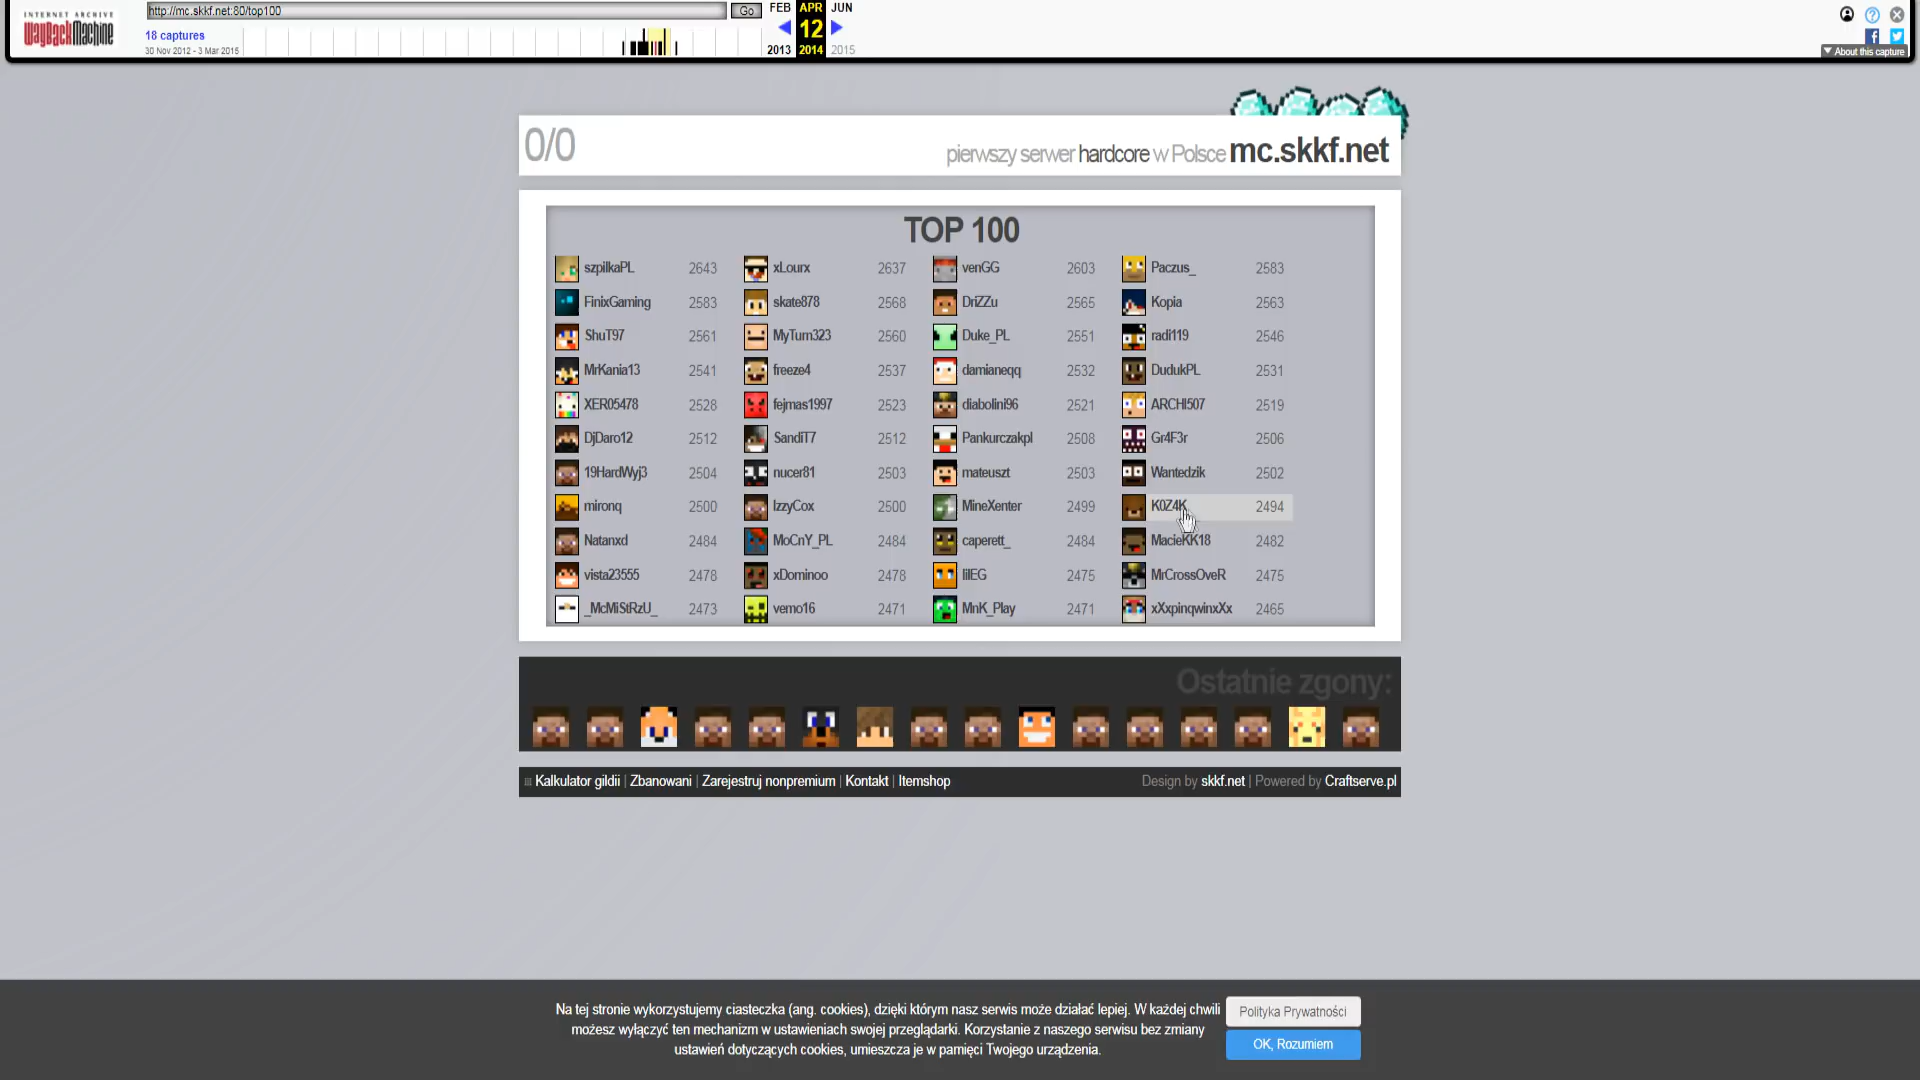 INTERNET ARCHIVE
WayBackMachine
http://mc.skkf.net:80/top100
Go
FEB APR JUN
18 captures
12
30 Nov 2012 - 3 Mar 2015
2013 2014 2015
About this capture
0/0
pierwszy serwer hardcore w Polsce mc.skkf.net
TOP 100
szpilkaPL 2643 xLourx 2637 venGG 2603 Paczus_ 2583
FinixGaming 2583 skate878 2568 DriZZu 2565 Kopia 2563
ShuT97 2561 MyTurn323 2560 Duke_PL 2551 radi119 2546
MrKania13 2541 freeze4 2537 damianeqq 2532 DudukPL 2531
XER05478 2528 fejmas1997 2523 diabolini96 2521 ARCHI507 2519
DjDaro12 2512 SandiT7 2512 Pankurczakpl 2508 Gr4F3r 2506
19HardWyj3 2504 nucer81 2503 mateuszt 2503 Wantedzik 2502
mironq 2500 IzzyCox 2500 MineXenter 2499 K0Z4K 2494
Natanxd 2484 MoCnY_PL 2484 caperett_ 2484 MacieKK18 2482
vista23555 2478 xDominoo 2478 lilEG 2475 MrCrossOveR 2475
_McMiStRzU_ 2473 vemo16 2471 MnK_Play 2471 xXxpinqwinxXx 2465
Ostatnie zgony:
Kalkulator gildii | Zbanowani | Zarejestruj nonpremium | Kontakt | Itemshop
Design by skkf.net | Powered by Craftserve.pl
Na tej stronie wykorzystujemy ciasteczka (ang. cookies), dzięki którym nasz serwis może działać lepiej. W każdej chwili
możesz wyłączyć ten mechanizm w ustawieniach swojej przeglądarki. Korzystanie z naszego serwisu bez zmiany
ustawień dotyczących cookies, umieszcza je w pamięci Twojego urządzenia.
Polityka Prywatności
OK, Rozumiem